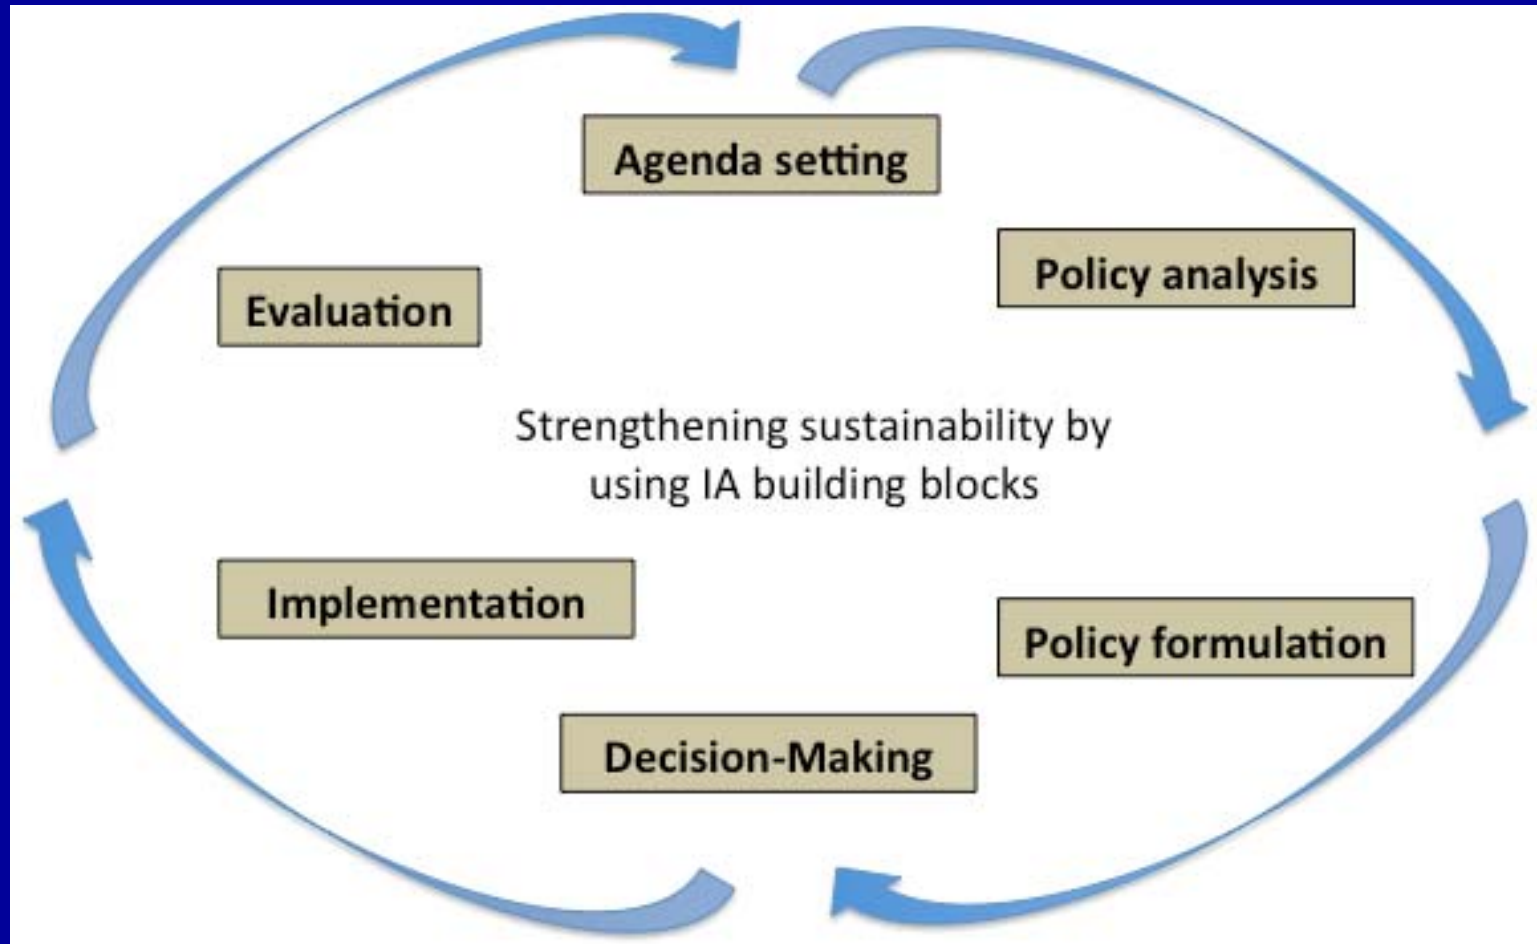 Agenda setting
Policy analysis
Evaluation
Strengthening sustainability by
using IA building blocks
Implementation
Policy formulation
Decision-Making